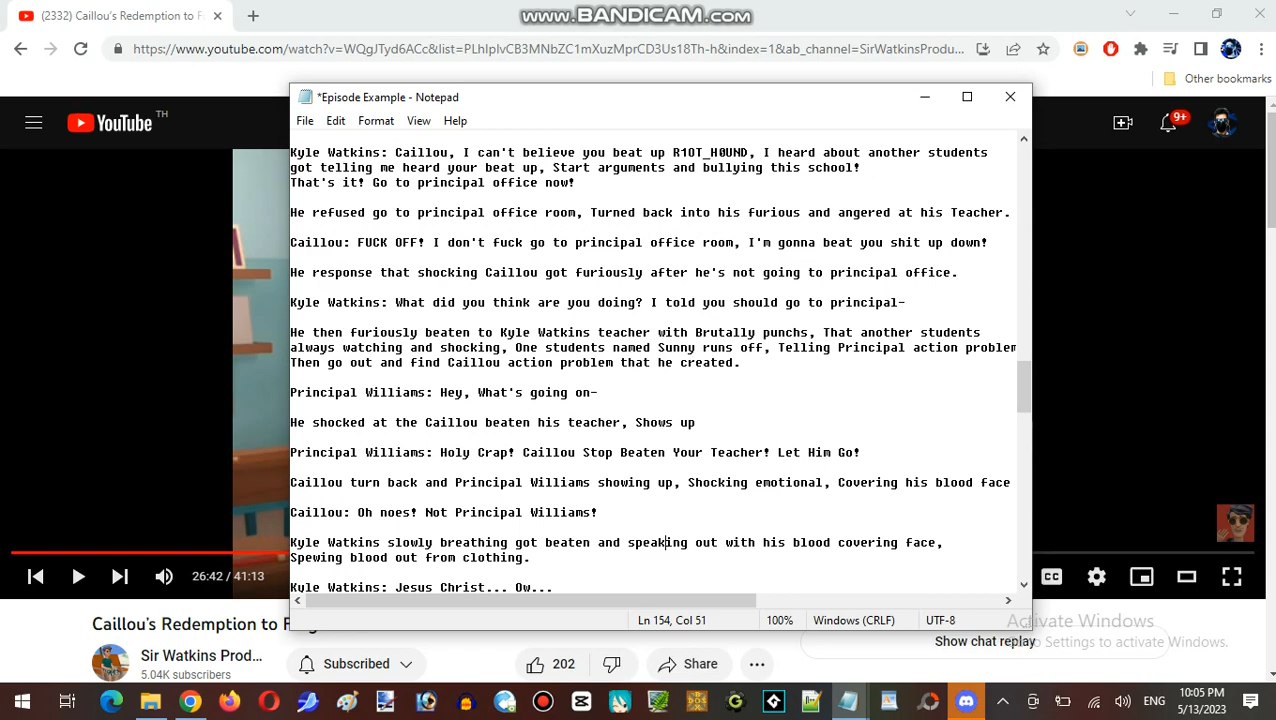 www.BANDICAM.com
(2332) Caillou's Redemption to F
https://www.youtube.com/watch?v=WQgJTyd6ACc&list=PLhIpIvCB5MNbZC1mXuzMprCD3Us18Th-h&index=1&ab_channel=SirWatkinsProdu...
Other bookmarks
YouTube TH
9+
*Episode Example - Notepad
File Edit Format View Help
Kyle Watkins: Caillou, I can't believe you beat up R1OT_H0UND, I heard about another students
got telling me heard your beat up, Start arguments and bullying this school!
That's it! Go to principal office now!
He refused go to principal office room, Turned back into his furious and angered at his Teacher.
Caillou: FUCK OFF! I don't fuck go to principal office room, I'm gonna beat you shit up down!
He response that shocking Caillou got furiously after he's not going to principal office.
Kyle Watkins: What did you think are you doing? I told you should go to principal-
He then furiously beaten to Kyle Watkins teacher with Brutally punchs, That another students
always watching and shocking, One students named Sunny runs off, Telling Principal action problem
Then go out and find Caillou action problem that he created.
Principal Williams: Hey, What's going on-
He shocked at the Caillou beaten his teacher, Shows up
Principal Williams: Holy Crap! Caillou Stop Beaten Your Teacher! Let Him Go!
Caillou turn back and Principal Williams showing up, Shocking emotional, Covering his blood face
Caillou: Oh noes! Not Principal Williams!
Kyle Watkins slowly breathing got beaten and speaking out with his blood covering face,
Spewing blood out from clothing.
Kyle Watkins: Jesus Christ... Ow...
Ln 154, Col 51 100% Windows (CRLF) UTF-8
26:42 / 41:13
CC
Caillou's Redemption to
Sir Watkins Prod...
5.04K subscribers
Subscribed
202
Share
Show chat replay
Activate Windows
Go to Settings to activate Windows.
ENG
10:05 PM
5/13/2023